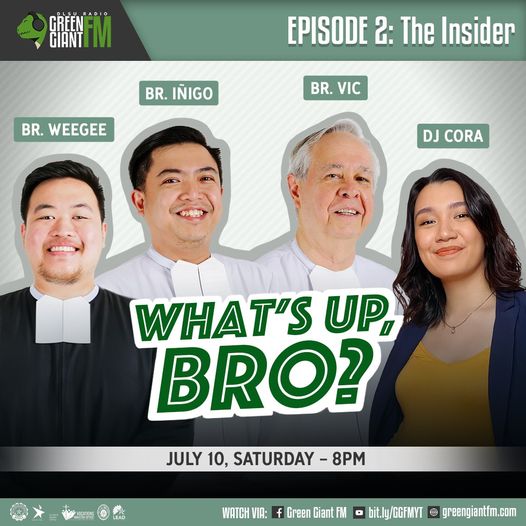 DLSU RADIO
GREEN
GIANT FM
EPISODE 2: The Insider
BR. WEEGEE
BR. IÑIGO
BR. VIC
DJ CORA
WHAT'S UP,
BRO?
JULY 10, SATURDAY – 8PM
LEAD
WATCH VIA: Green Giant FM bit.ly/GGFMYT greengiantfm.com